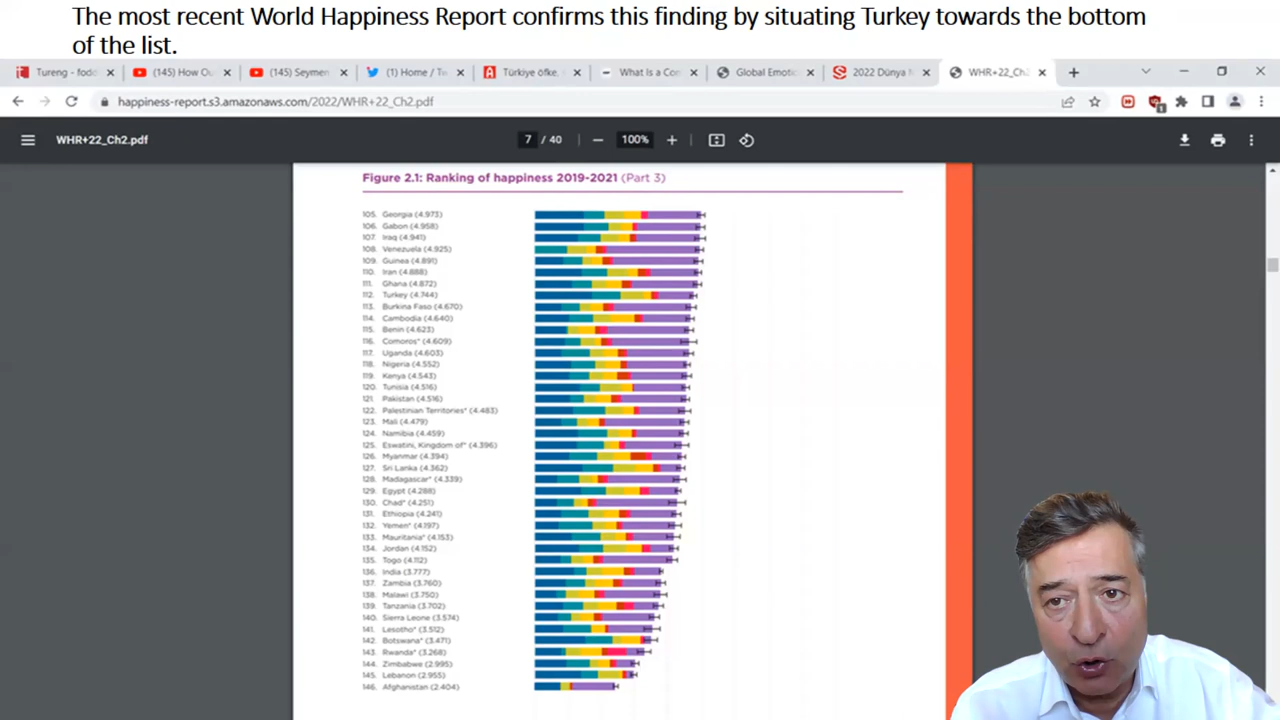 The most recent World Happiness Report confirms this finding by situating Turkey towards the bottom
of the list.
Tureng - fodd
(145) How Ou
(145) Seymen
(1) Home / Tw
Türkiye öfke,
What Is a Con
Global Emotic
2022 Dünya M
WHR+22_Ch2
happiness-report.s3.amazonaws.com/2022/WHR+22_Ch2.pdf
WHR+22_Ch2.pdf
7 / 40
100%
Figure 2.1: Ranking of happiness 2019-2021 (Part 3)
105. Georgia (4.973)
106. Gabon (4.958)
107. Iraq (4.941)
108. Venezuela (4.925)
109. Guinea (4.891)
110. Iran (4.888)
111. Ghana (4.872)
112. Turkey (4.744)
113. Burkina Faso (4.670)
114. Cambodia (4.640)
115. Benin (4.623)
116. Comoros* (4.609)
117. Uganda (4.603)
118. Nigeria (4.552)
119. Kenya (4.543)
120. Tunisia (4.516)
121. Pakistan (4.516)
122. Palestinian Territories* (4.483)
123. Mali (4.479)
124. Namibia (4.459)
125. Eswatini, Kingdom of* (4.396)
126. Myanmar (4.394)
127. Sri Lanka (4.362)
128. Madagascar* (4.339)
129. Egypt (4.288)
130. Chad* (4.251)
131. Ethiopia (4.241)
132. Yemen* (4.197)
133. Mauritania* (4.153)
134. Jordan (4.152)
135. Togo (4.112)
136. India (3.777)
137. Zambia (3.760)
138. Malawi (3.750)
139. Tanzania (3.702)
140. Sierra Leone (3.574)
141. Lesotho* (3.512)
142. Botswana* (3.471)
143. Rwanda* (3.268)
144. Zimbabwe (2.995)
145. Lebanon (2.955)
146. Afghanistan (2.404)